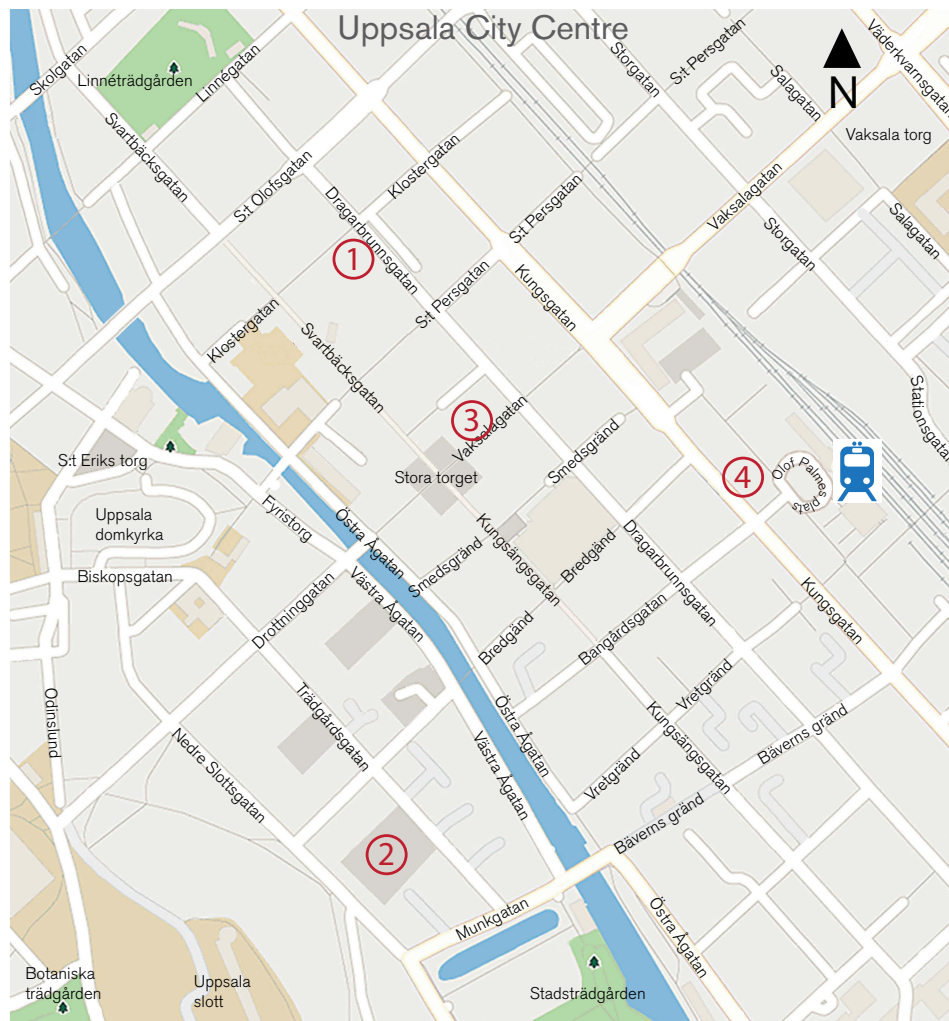 Uppsala City Centre
Skolgatan
Linnéträdgården
Linnégatan
Svartbäcksgatan
S:t Olofsgatan
Storgatan
S:t Persgatan
Salagatan
Väderkvarnsgatan
N
Vaksala torg
Klostergatan
Dragarbrunnsgatan
S:t Persgatan
Vaksalagatan
Storgatan
Salagatan
1
S:t Persgatan
Kungsgatan
Klostergatan
Svartbäcksgatan
Stationsgatan
3
Vaksalagatan
Smedsgränd
Stora torget
4
Olof Palmes plats
S:t Eriks torg
Uppsala
domkyrka
Fyristorg
Östra Ågatan
Kungsängsgatan
Smedsgränd
Bredgänd
Dragarbrunnsgatan
Biskopsgatan
Drottninggatan
Västra Ågatan
Bredgänd
Bangårdsgatan
Kungsgatan
Odinslund
Trädgårdsgatan
Nedre Slottsgatan
Östra Ågatan
Västra Ågatan
Vretgränd
Kungsängsgatan
Vretgränd
Bäverns gränd
Bäverns gränd
2
Munkgatan
Östra Ågatan
Botaniska
trädgården
Uppsala
slott
Stadsträdgården